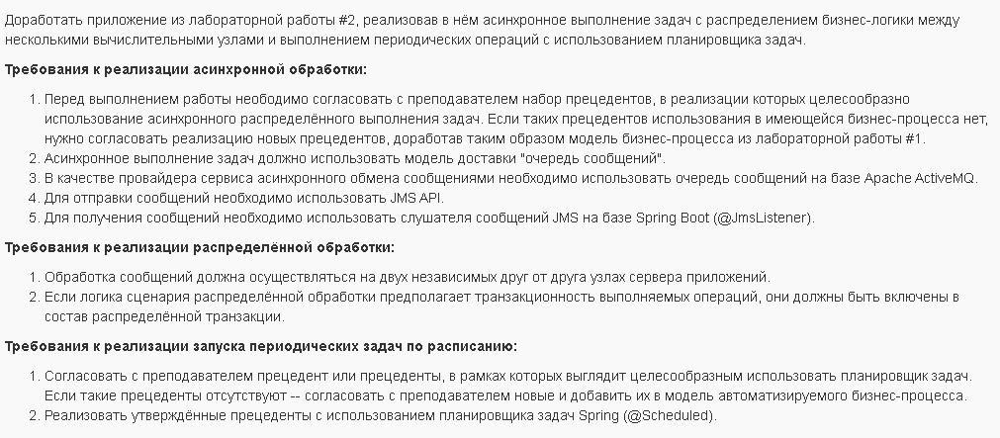 Доработать приложение из лабораторной работы #2, реализовав в нём асинхронное выполнение задач с распределением бизнес-логики между
несколькими вычислительными узлами и выполнением периодических операций с использованием планировщика задач.
Требования к реализации асинхронной обработки:
1. Перед выполнением работы неободимо согласовать с преподавателем набор прецедентов, в реализации которых целесообразно
использование асинхронного распределённого выполнения задач. Если таких прецедентов использования в имеющейся бизнес-процесса нет,
нужно согласовать реализацию новых прецедентов, доработав таким образом модель бизнес-процесса из лабораторной работы #1.
2. Асинхронное выполнение задач должно использовать модель доставки "очередь сообщений".
3. В качестве провайдера сервиса асинхронного обмена сообщениями необходимо использовать очередь сообщений на базе Apache ActiveMQ.
4. Для отправки сообщений необходимо использовать JMS API.
5. Для получения сообщений необходимо использовать слушателя сообщений JMS на базе Spring Boot (@JmsListener).
Требования к реализации распределённой обработки:
1. Обработка сообщений должна осуществляться на двух независимых друг от друга узлах сервера приложений.
2. Если логика сценария распределённой обработки предполагает транзакционность выполняемых операций, они должны быть включены в
состав распределённой транзакции.
Требования к реализации запуска периодических задач по расписанию:
1. Согласовать с преподавателем прецедент или прецеденты, в рамках которых выглядит целесообразным использовать планировщик задач.
Если такие прецеденты отсутствуют -- согласовать с преподавателем новые и добавить их в модель автоматизируемого бизнес-процесса.
2. Реализовать утверждённые прецеденты с использованием планировщика задач Spring (@Scheduled).